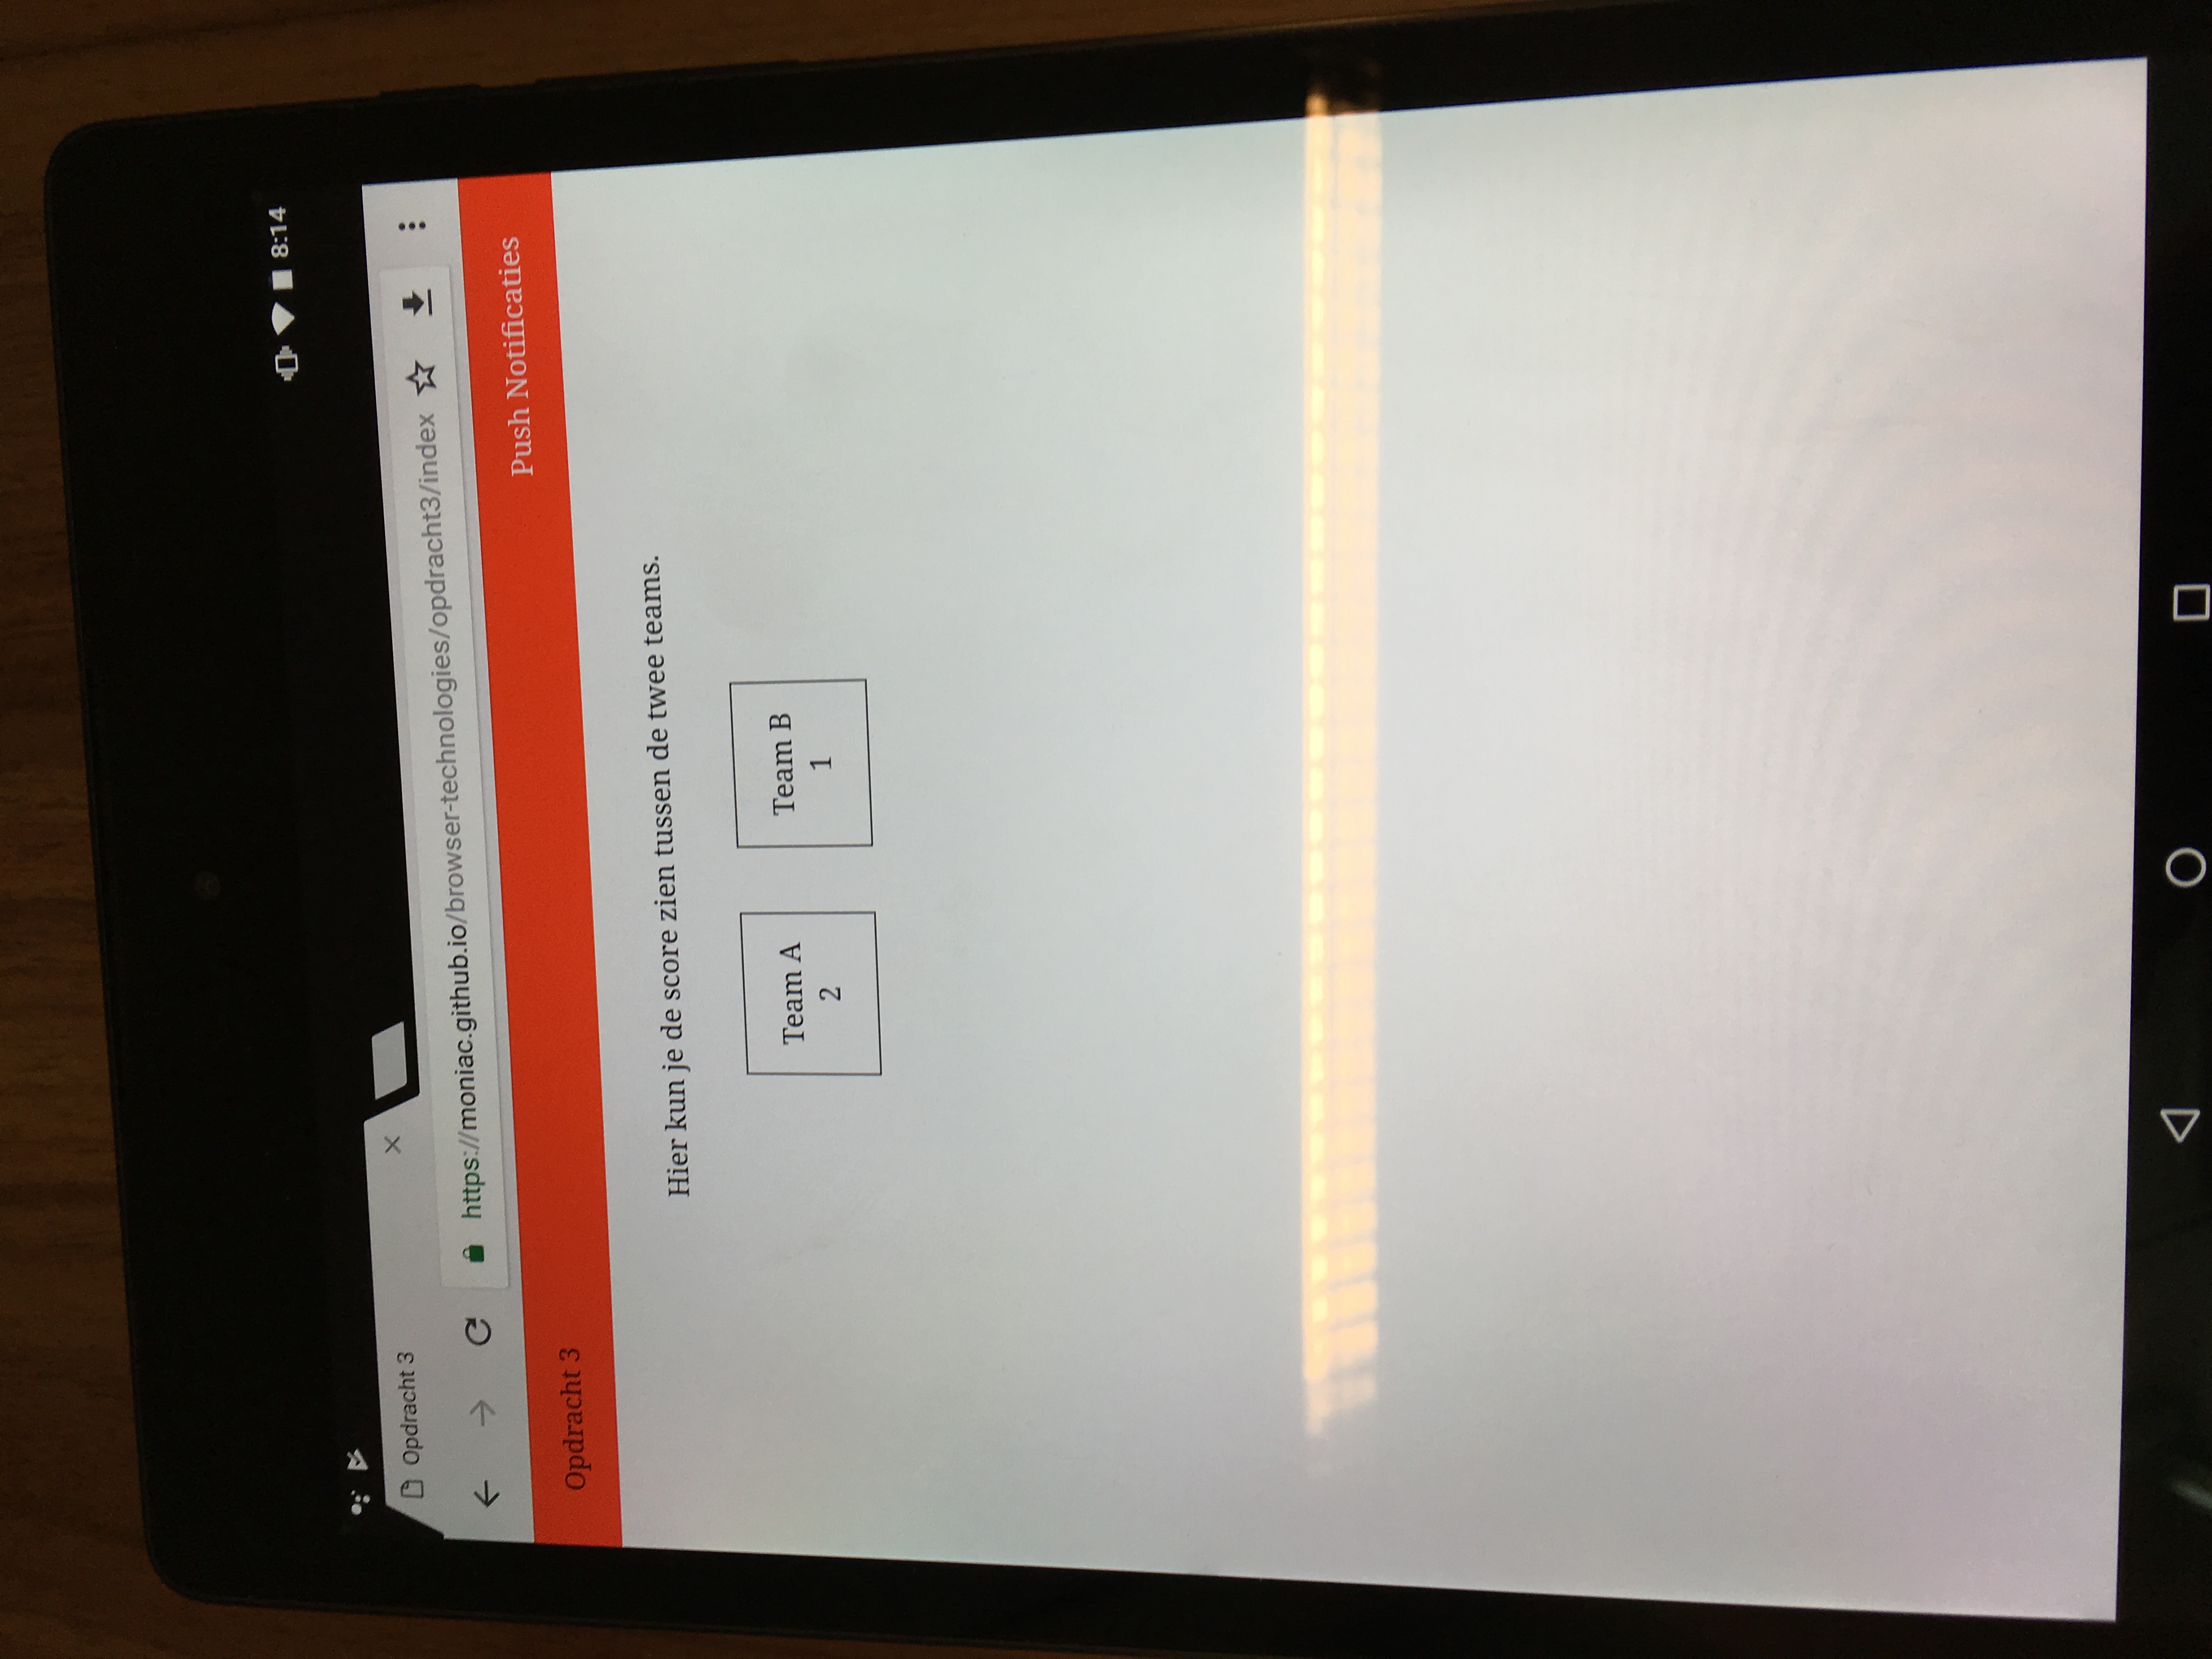 8:14
Opdracht 3
https://moniac.github.io/browser-technologies/opdracht3/index
Opdracht 3
Push Notificaties
Hier kun je de score zien tussen de twee teams.
Team A
2
Team B
1